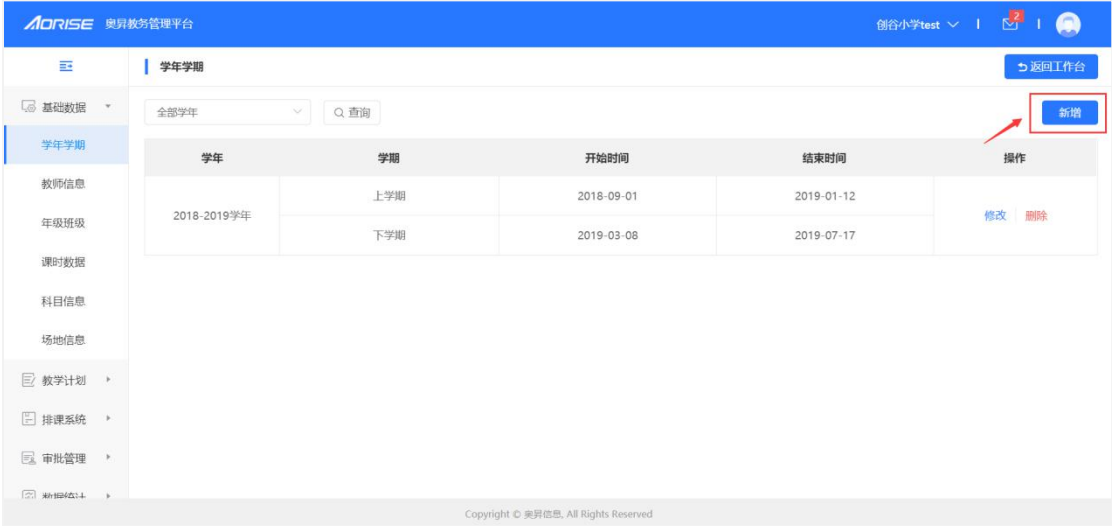 AORISE 奥昇教务管理平台 创谷小学test 2
学年学期 返回工作台
基础数据 全部学年 查询 新增
学年学期
学年 学期 开始时间 结束时间 操作
教师信息
上学期 2018-09-01 2019-01-12
年级班级 2018-2019学年 修改 删除
下学期 2019-03-08 2019-07-17
课时数据
科目信息
场地信息
教学计划
排课系统
审批管理
数据统计
Copyright © 奥昇信息, All Rights Reserved